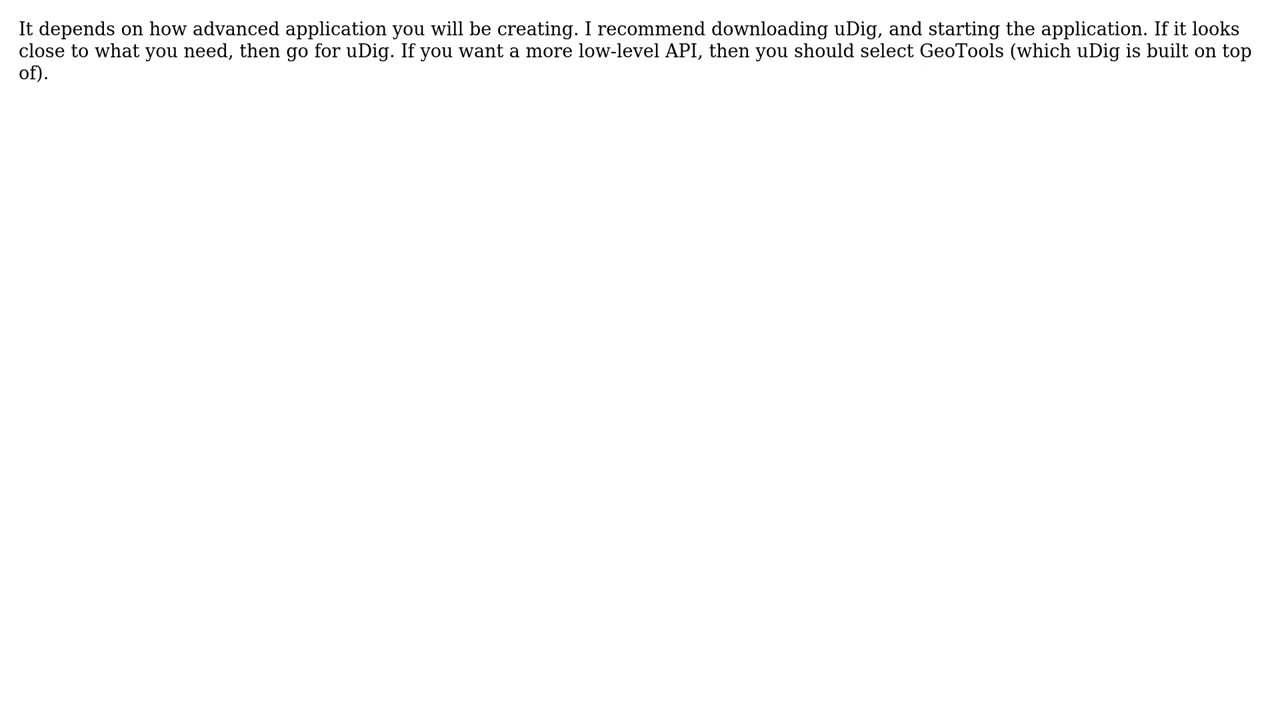 It depends on how advanced application you will be creating. I recommend downloading uDig, and starting the application. If it looks
close to what you need, then go for uDig. If you want a more low-level API, then you should select GeoTools (which uDig is built on top
of).